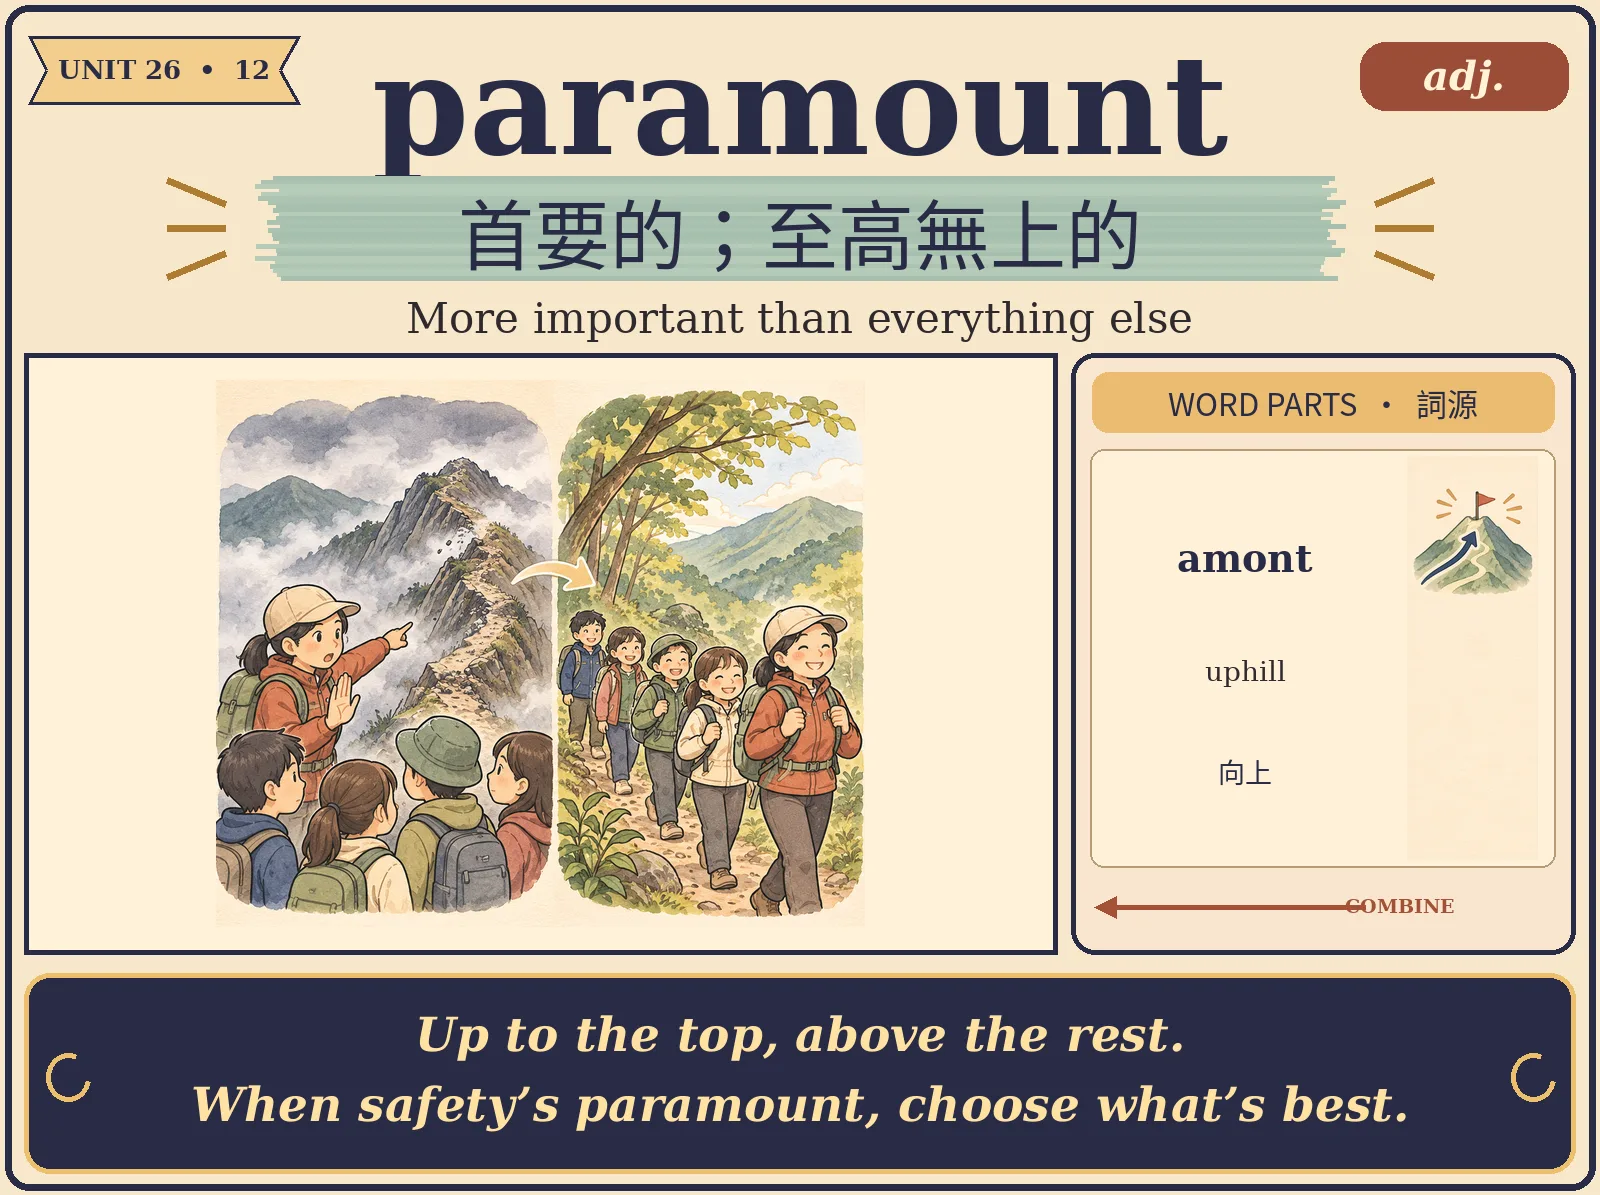 UNIT 26 • 12
paramount
adj.
首要的；至高無上的
More important than everything else
WORD PARTS • 詞源
amont
uphill
向上
COMBINE
Up to the top, above the rest.
When safety’s paramount, choose what’s best.